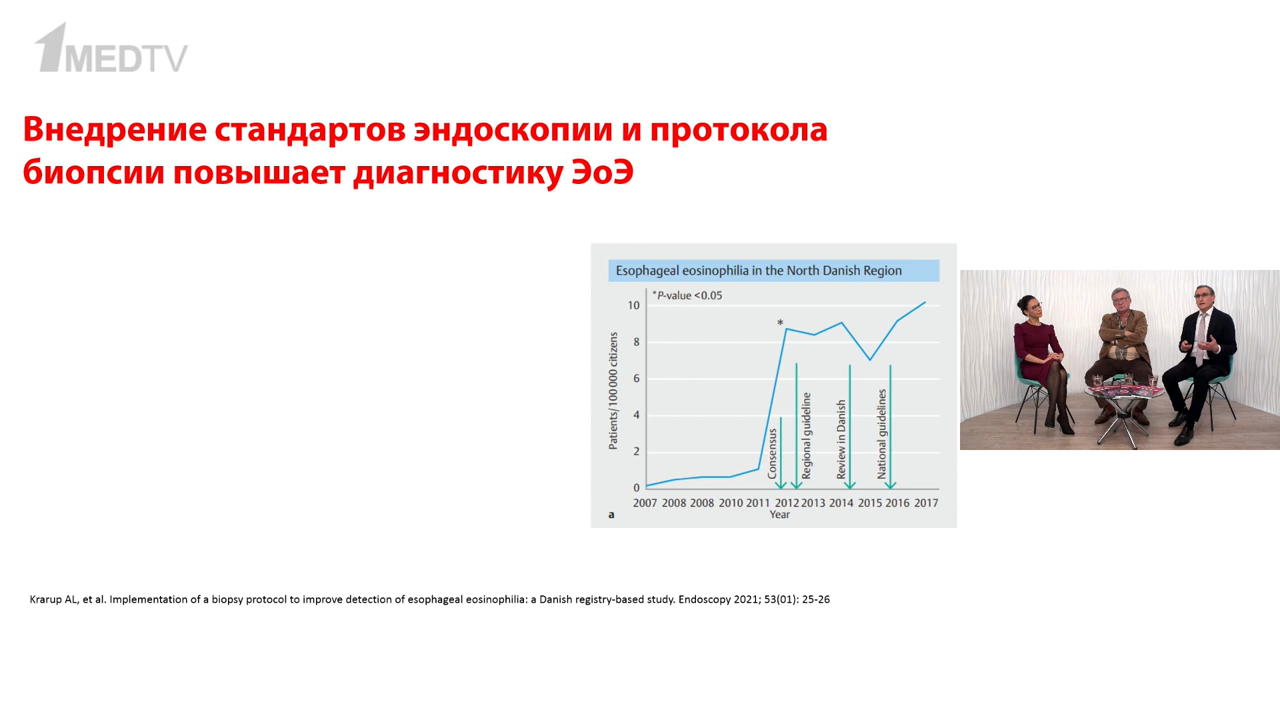 1MEDTV
Внедрение стандартов эндоскопии и протокола
биопсии повышает диагностику ЭоЭ
Esophageal eosinophilia in the North Danish Region
*P-value <0.05
*
Patients/100 000 citizens
10
8
6
4
2
0
Consensus
Regional guideline
Review in Danish
National guidelines
2007 2008 2008 2010 2011 2012 2013 2014 2015 2016 2017
Year
a
Krarup AL, et al. Implementation of a biopsy protocol to improve detection of esophageal eosinophilia: a Danish registry-based study. Endoscopy 2021; 53(01): 25-26